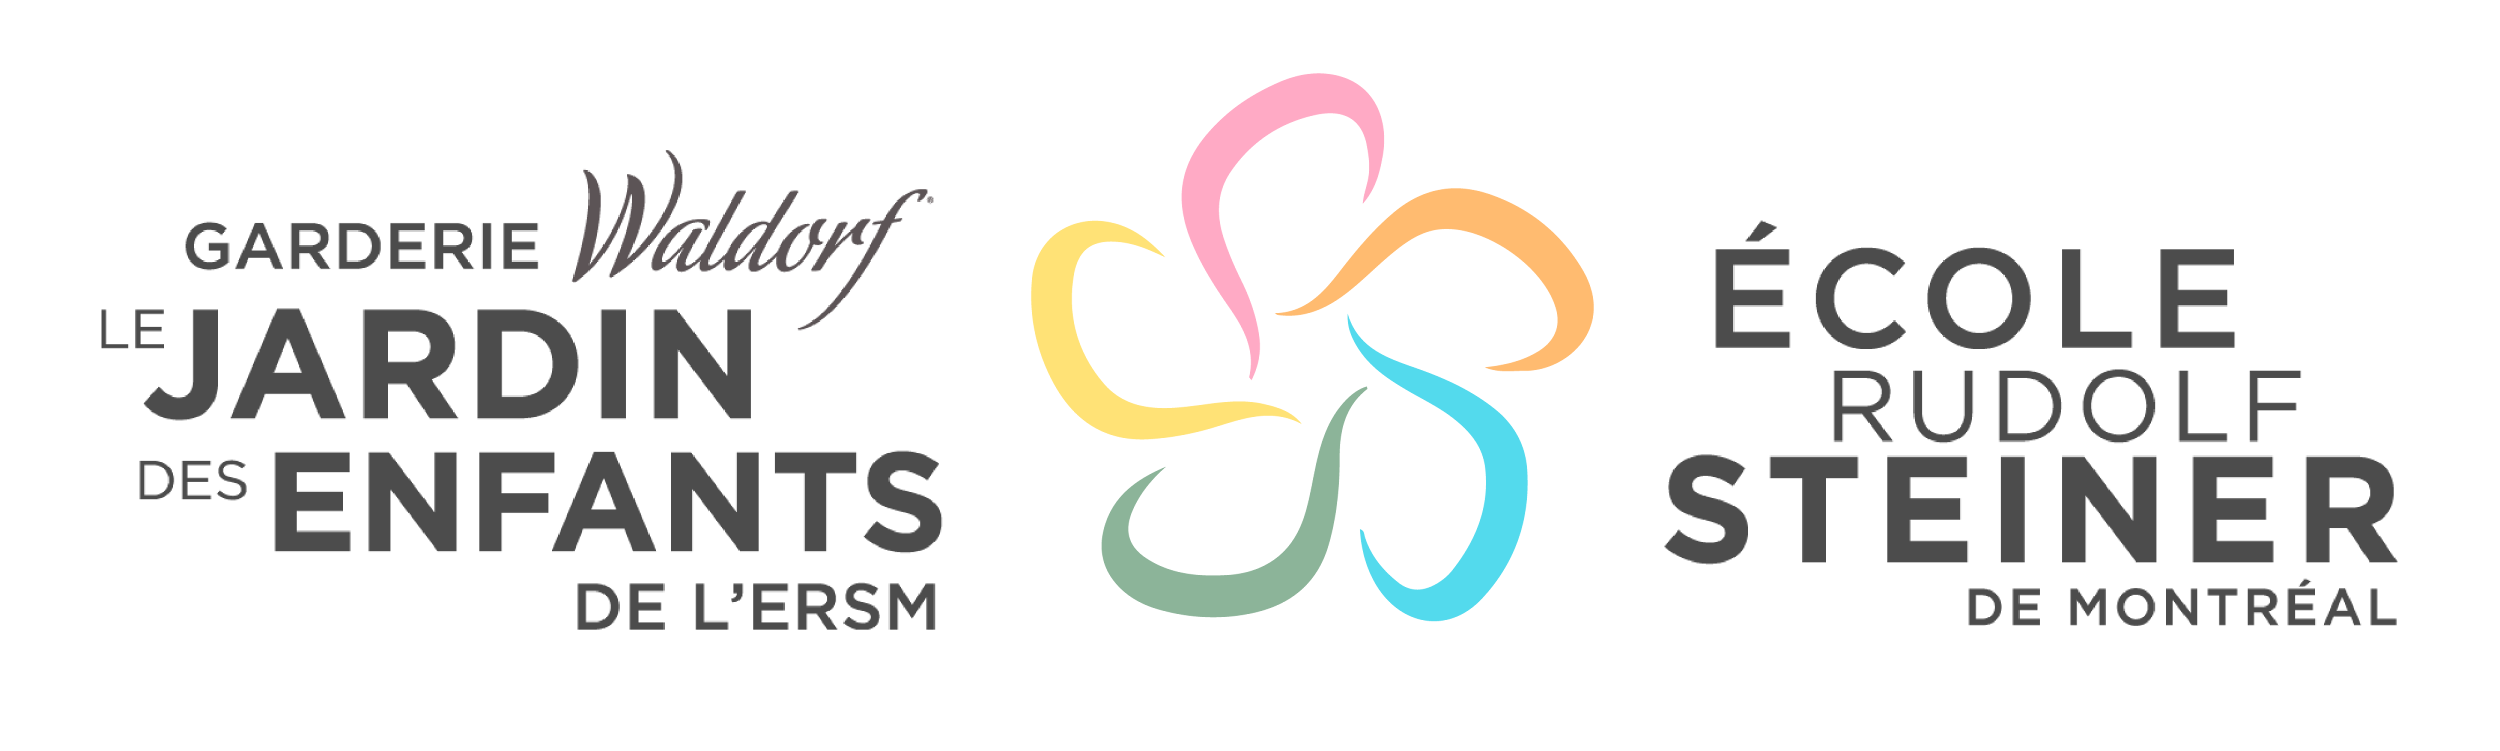 GARDERIE Waldorf®
LE JARDIN
DES ENFANTS
DE L'ERSM
ÉCOLE
RUDOLF
STEINER
DE MONTRÉAL